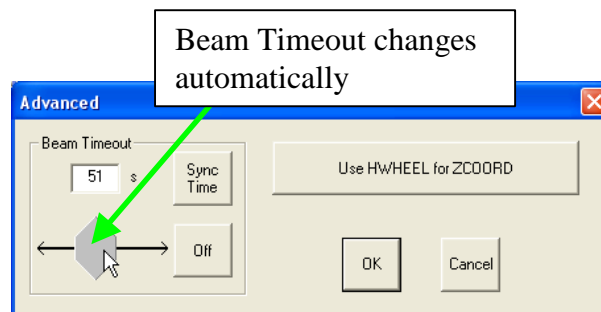 Beam Timeout changes
automatically
Advanced
Beam Timeout
51 s
Sync
Time
Use HWHEEL for ZCOORD
Off
OK
Cancel